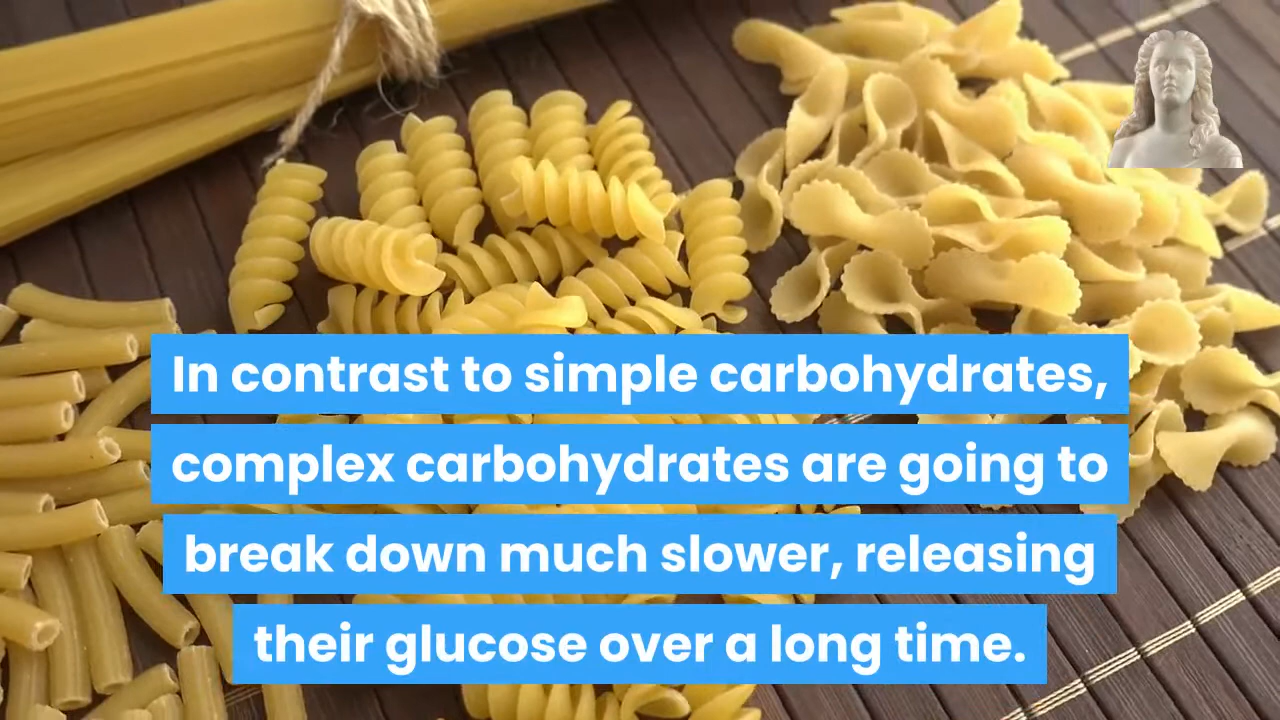 In contrast to simple carbohydrates,
complex carbohydrates are going to
break down much slower, releasing
their glucose over a long time.